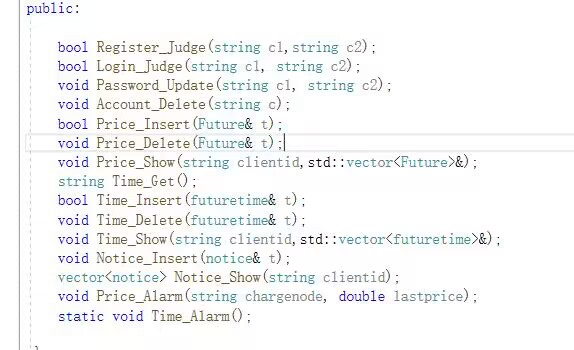 public:
bool Register_Judge(string c1,string c2);
bool Login_Judge(string c1, string c2);
void Password_Update(string c1, string c2);
void Account_Delete(string c);
bool Price_Insert(Future& t);
void Price_Delete(Future& t);
void Price_Show(string clientid,std::vector<Future>&);
string Time_Get();
bool Time_Insert(futuretime& t);
void Time_Delete(futuretime& t);
void Time_Show(string clientid,std::vector<futuretime>&);
void Notice_Insert(notice& t);
vector<notice> Notice_Show(string clientid);
void Price_Alarm(string chargenode, double lastprice);
static void Time_Alarm();